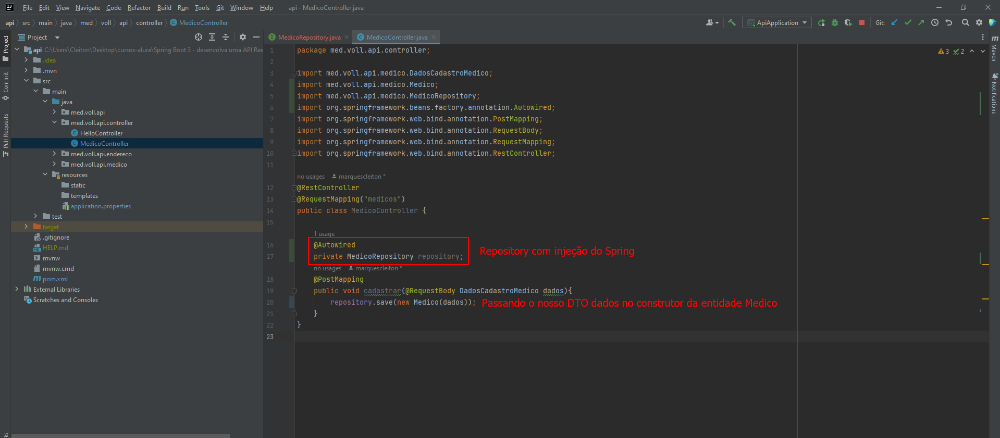 File Edit View Navigate Code Refactor Build Run Tools Git Window Help api - MedicoController.java
api src main java med voll api controller MedicoController ApiApplication Git:
Project
MedicoRepository.java MedicoController.java
api C:\Users\Cleiton\Desktop\cursos-alura\Spring Boot 3 - desenvolva uma API Res
.idea
.mvn
src
main
java
med.voll.api
med.voll.api.controller
HelloController
MedicoController
med.voll.api.endereco
med.voll.api.medico
resources
static
templates
application.properties
test
target
.gitignore
HELP.md
mvnw
mvnw.cmd
pom.xml
External Libraries
Scratches and Consoles
Project
Commit
Pull Requests
3 2
1 package med.voll.api.controller;
2
3 import med.voll.api.medico.DadosCadastroMedico;
4 import med.voll.api.medico.Medico;
5 import med.voll.api.medico.MedicoRepository;
6 import org.springframework.beans.factory.annotation.Autowired;
7 import org.springframework.web.bind.annotation.PostMapping;
8 import org.springframework.web.bind.annotation.RequestBody;
9 import org.springframework.web.bind.annotation.RequestMapping;
10 import org.springframework.web.bind.annotation.RestController;
11
no usages marquescleiton *
12 @RestController
13 @RequestMapping("medicos")
14 public class MedicoController {
15
1 usage
16 @Autowired
17 private MedicoRepository repository;
Repository com injeção do Spring
no usages marquescleiton *
18 @PostMapping
19 public void cadastrar(@RequestBody DadosCadastroMedico dados){
20 repository.save(new Medico(dados));
Passando o nosso DTO dados no construtor da entidade Medico
21 }
22 }
23
m Maven
Notifications